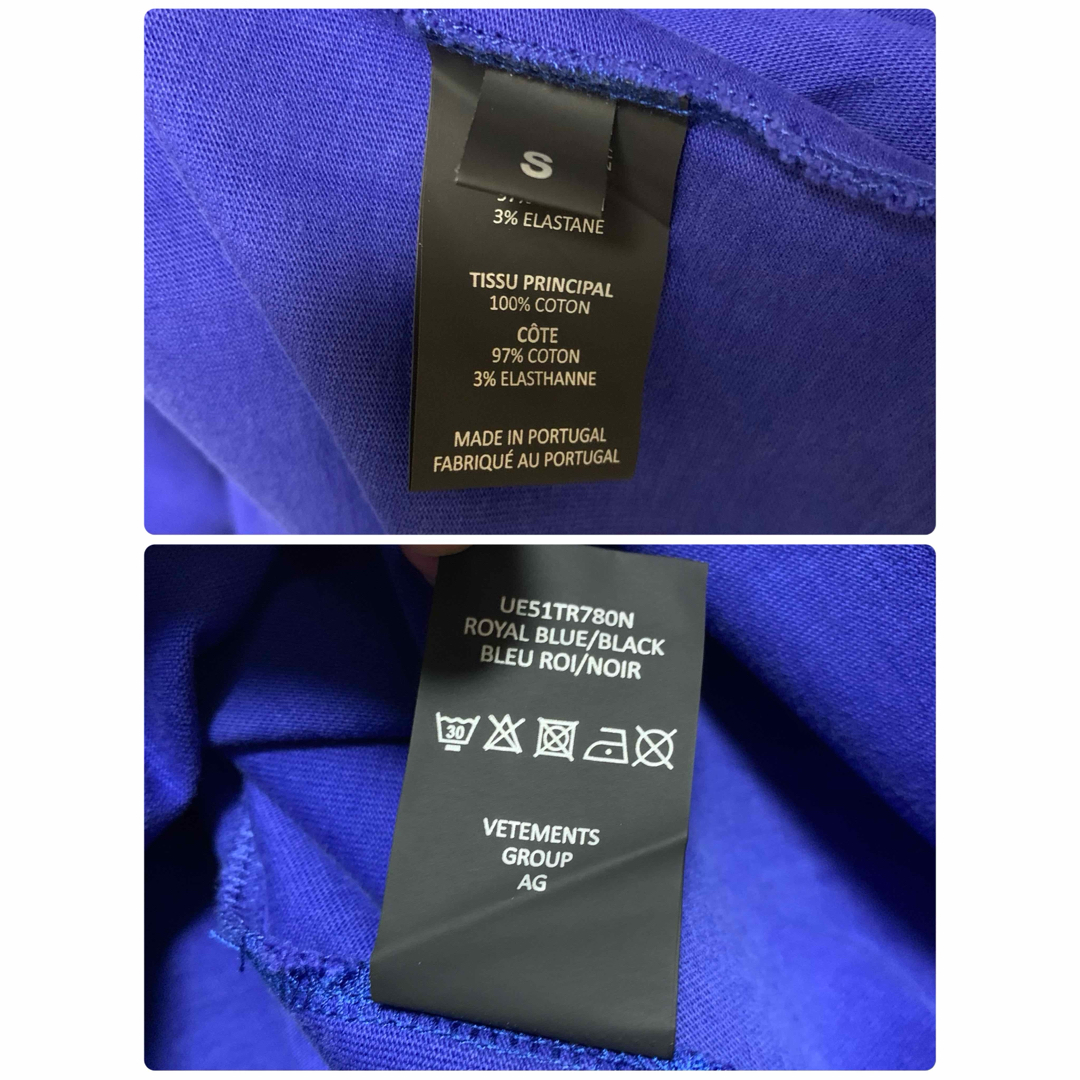 S
3% ELASTANE
TISSU PRINCIPAL
100% COTON
CÔTE
97% COTON
3% ELASTHANNE
MADE IN PORTUGAL
FABRIQUÉ AU PORTUGAL
UE51TR780N
ROYAL BLUE/BLACK
BLEU ROI/NOIR
30
VETEMENTS
GROUP
AG